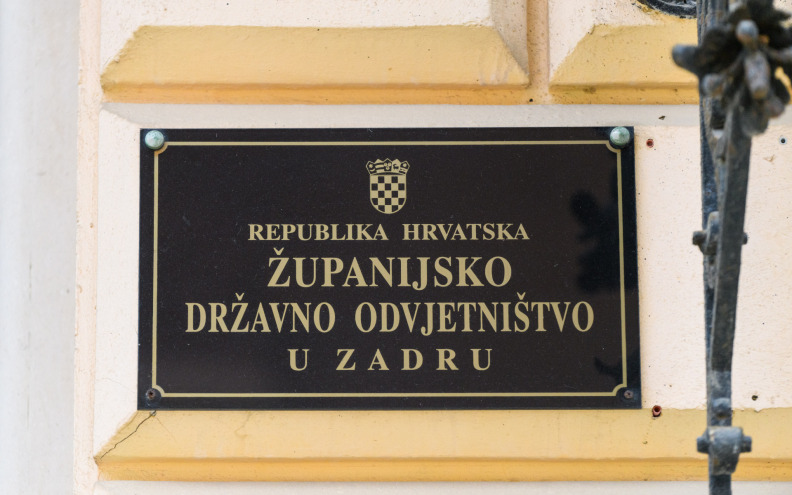 REPUBLIKA HRVATSKA
ŽUPANIJSKO
DRŽAVNO ODVJETNIŠTVO
U ZADRU